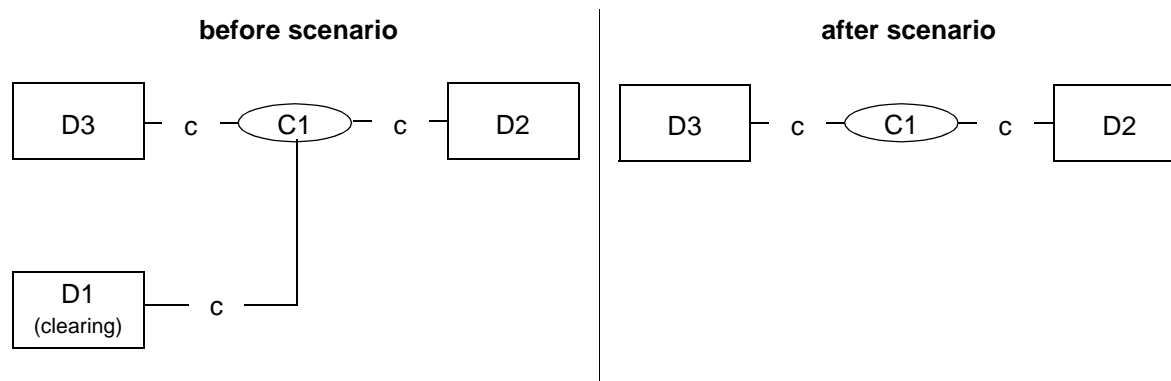 before scenario
D3 c C1 c D2
D1
(clearing)
c
after scenario
D3 c C1 c D2